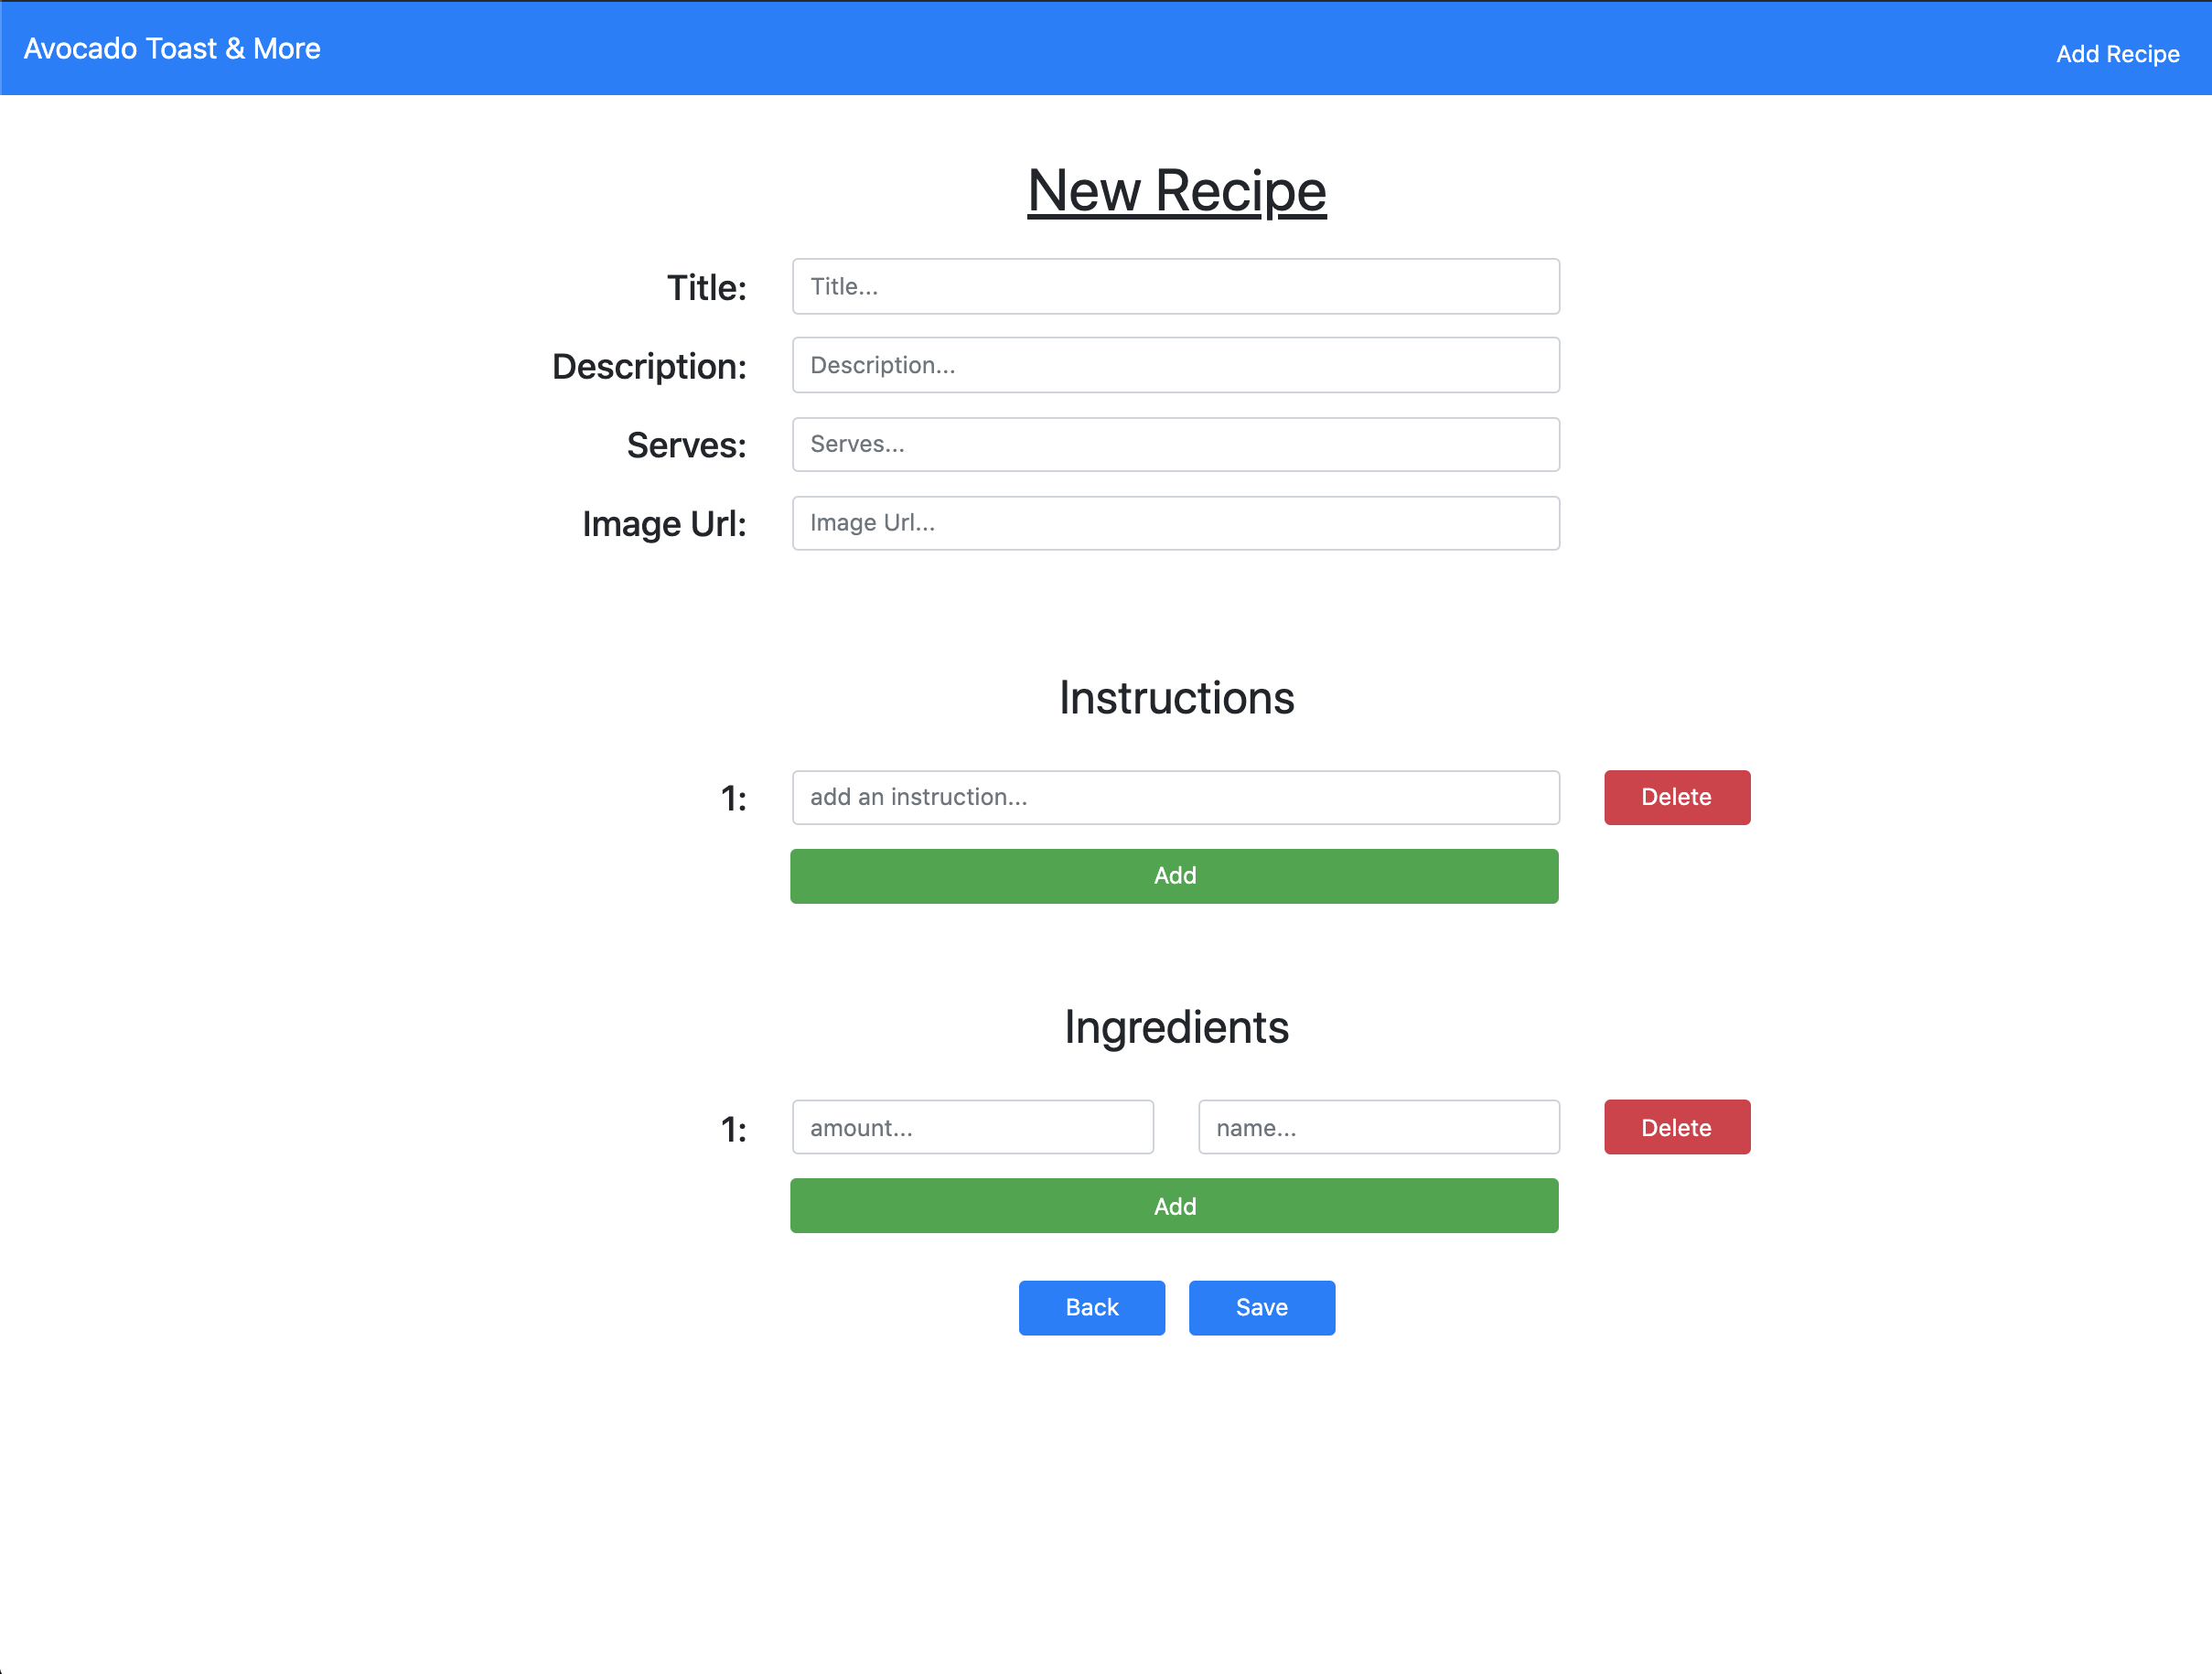 Avocado Toast & More
Add Recipe
New Recipe
Title: Title...
Description: Description...
Serves: Serves...
Image Url: Image Url...
Instructions
1: add an instruction... Delete
Add
Ingredients
1: amount... name... Delete
Add
Back Save